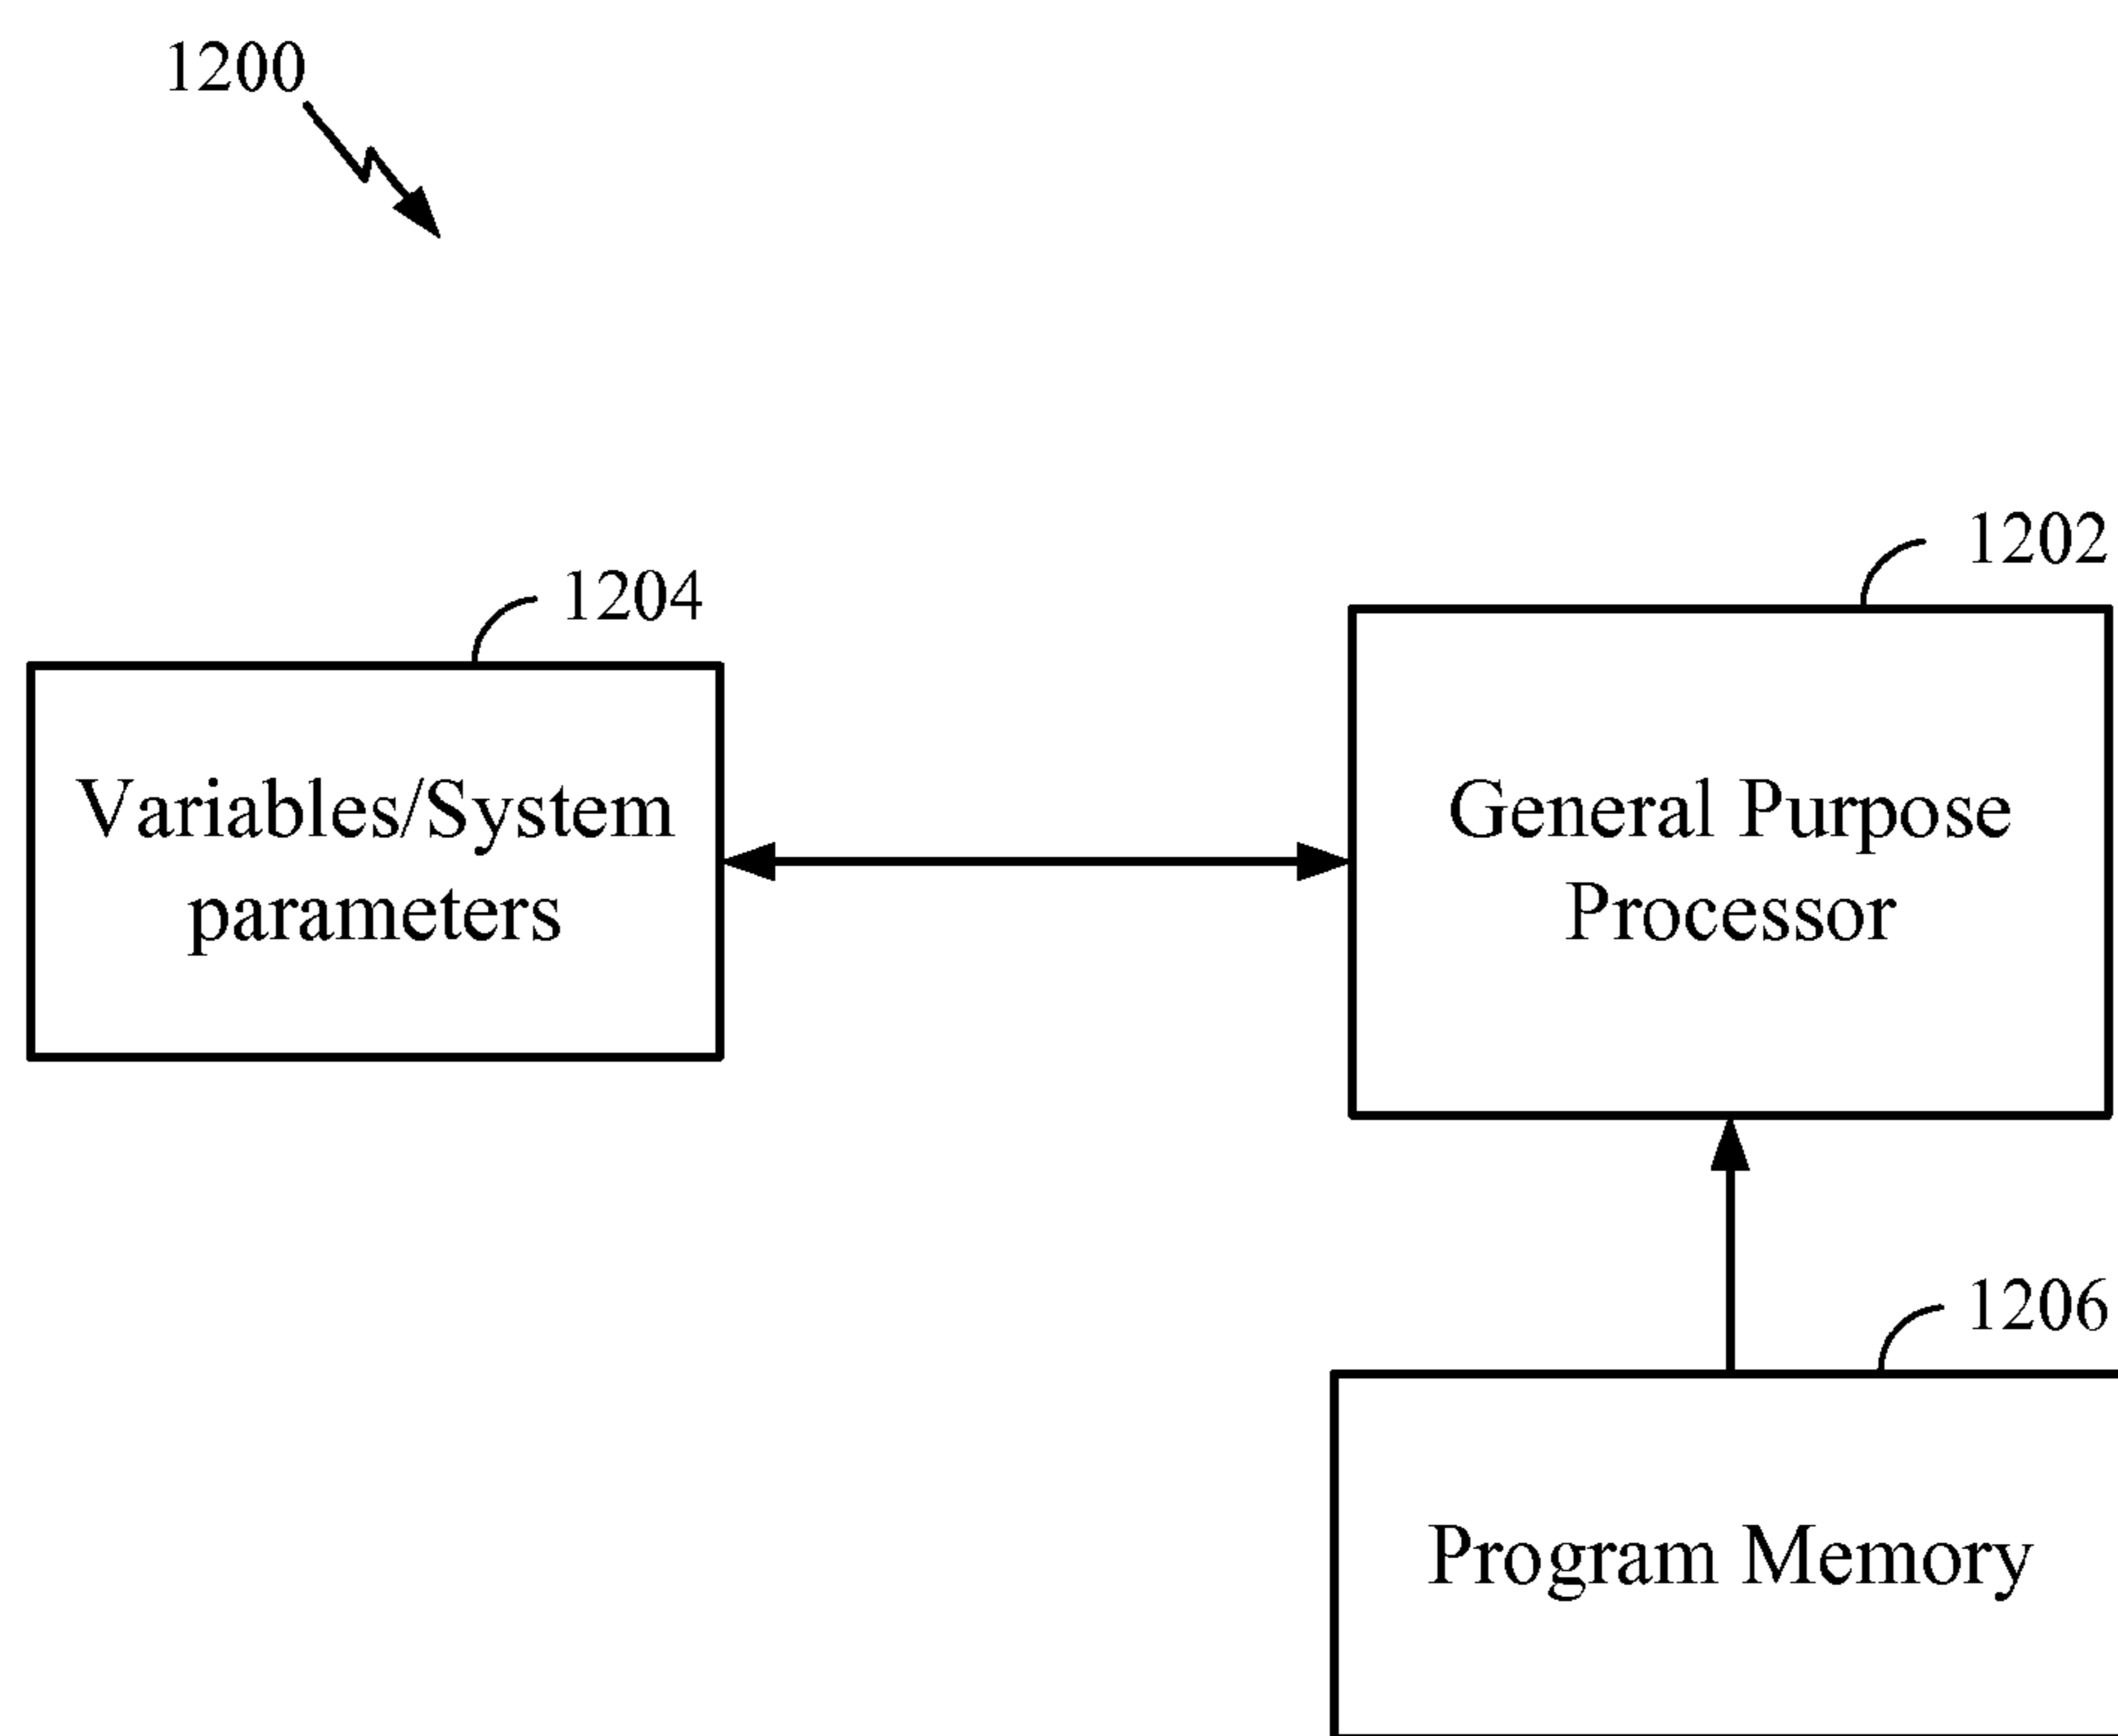 1200
1202
1204
Variables/System
parameters
General Purpose
Processor
1206
Program Memory